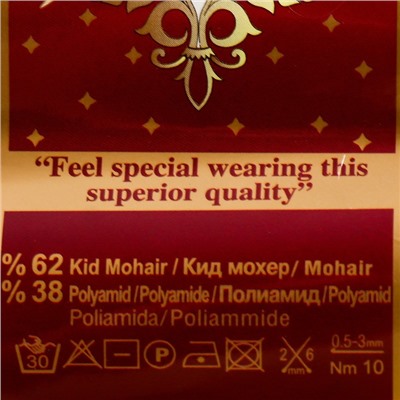 “Feel special wearing this
superior quality”
% 62 Kid Mohair / Кид мохер / Mohair
% 38 Polyamid / Polyamide / Полиамид / Polyamid
Poliamida / Poliammide
30 P 2 6 mm 0.5-3mm
Nm 10